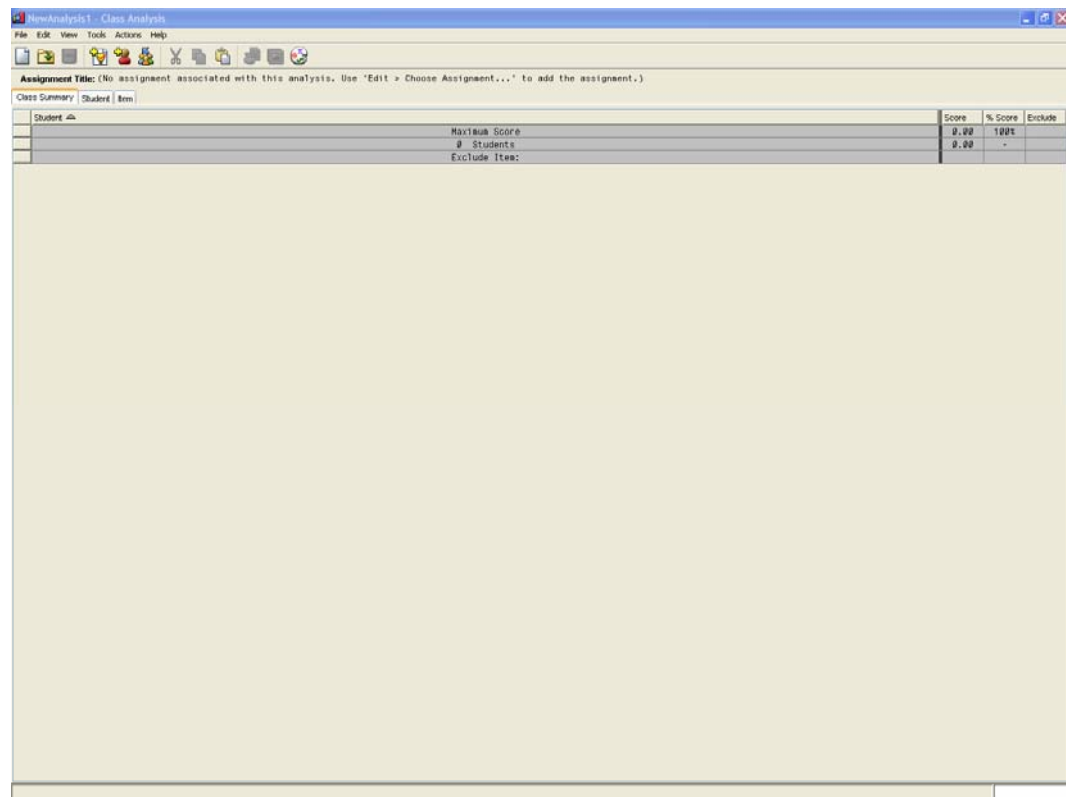 NewAnalysis1 - Class Analysis
File Edit View Tools Actions Help
Assignment Title: (No assignment associated with this analysis. Use 'Edit > Choose Assignment...' to add the assignment.)
Class Summary Student Item
Student Score % Score Exclude
Maximum Score 0.00 100%
0 Students 0.00 -
Exclude Item: